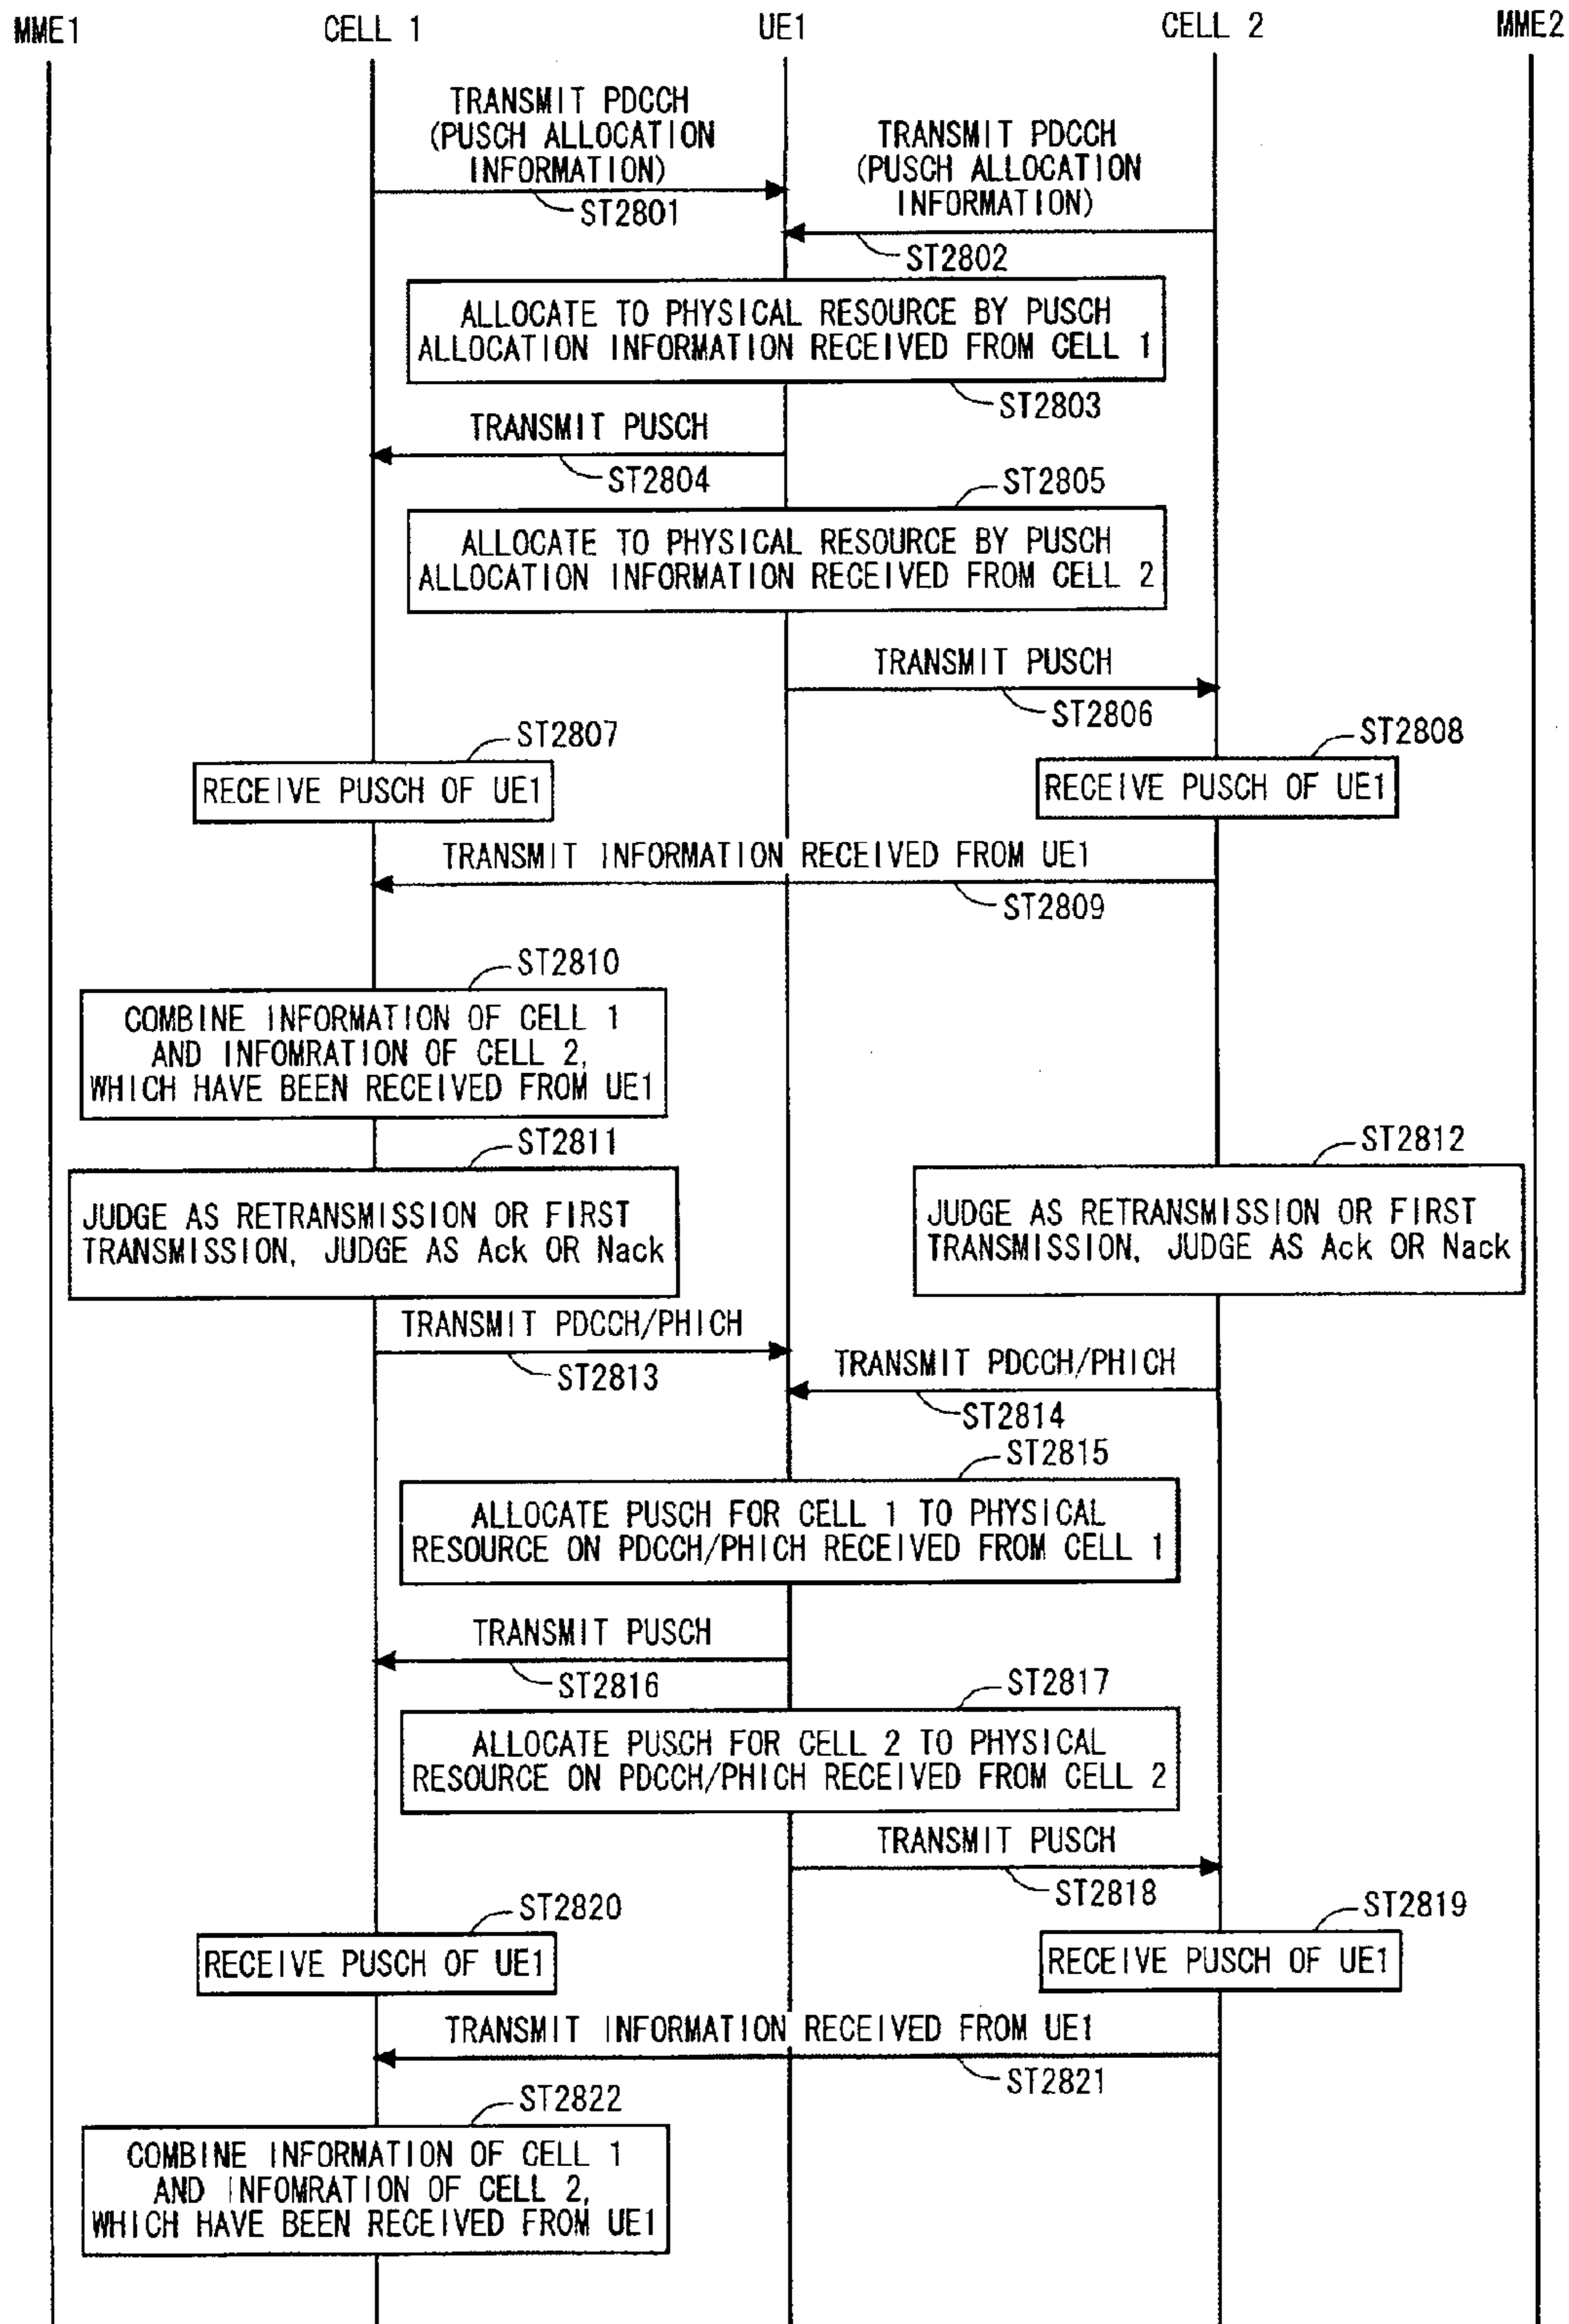 MME1
CELL 1
UE1
CELL 2
MME2
TRANSMIT PDCCH
(PUSCH ALLOCATION
INFORMATION)
ST2801
TRANSMIT PDCCH
(PUSCH ALLOCATION
INFORMATION)
ST2802
ALLOCATE TO PHYSICAL RESOURCE BY PUSCH
ALLOCATION INFORMATION RECEIVED FROM CELL 1
ST2803
TRANSMIT PUSCH
ST2804
ST2805
ALLOCATE TO PHYSICAL RESOURCE BY PUSCH
ALLOCATION INFORMATION RECEIVED FROM CELL 2
TRANSMIT PUSCH
ST2806
ST2807
RECEIVE PUSCH OF UE1
ST2808
RECEIVE PUSCH OF UE1
TRANSMIT INFORMATION RECEIVED FROM UE1
ST2809
ST2810
COMBINE INFORMATION OF CELL 1
AND INFOMRATION OF CELL 2,
WHICH HAVE BEEN RECEIVED FROM UE1
ST2811
JUDGE AS RETRANSMISSION OR FIRST
TRANSMISSION, JUDGE AS Ack OR Nack
ST2812
JUDGE AS RETRANSMISSION OR FIRST
TRANSMISSION, JUDGE AS Ack OR Nack
TRANSMIT PDCCH/PHICH
ST2813
TRANSMIT PDCCH/PHICH
ST2814
ST2815
ALLOCATE PUSCH FOR CELL 1 TO PHYSICAL
RESOURCE ON PDCCH/PHICH RECEIVED FROM CELL 1
TRANSMIT PUSCH
ST2816
ST2817
ALLOCATE PUSCH FOR CELL 2 TO PHYSICAL
RESOURCE ON PDCCH/PHICH RECEIVED FROM CELL 2
TRANSMIT PUSCH
ST2818
ST2820
RECEIVE PUSCH OF UE1
ST2819
RECEIVE PUSCH OF UE1
TRANSMIT INFORMATION RECEIVED FROM UE1
ST2821
ST2822
COMBINE INFORMATION OF CELL 1
AND INFOMRATION OF CELL 2,
WHICH HAVE BEEN RECEIVED FROM UE1